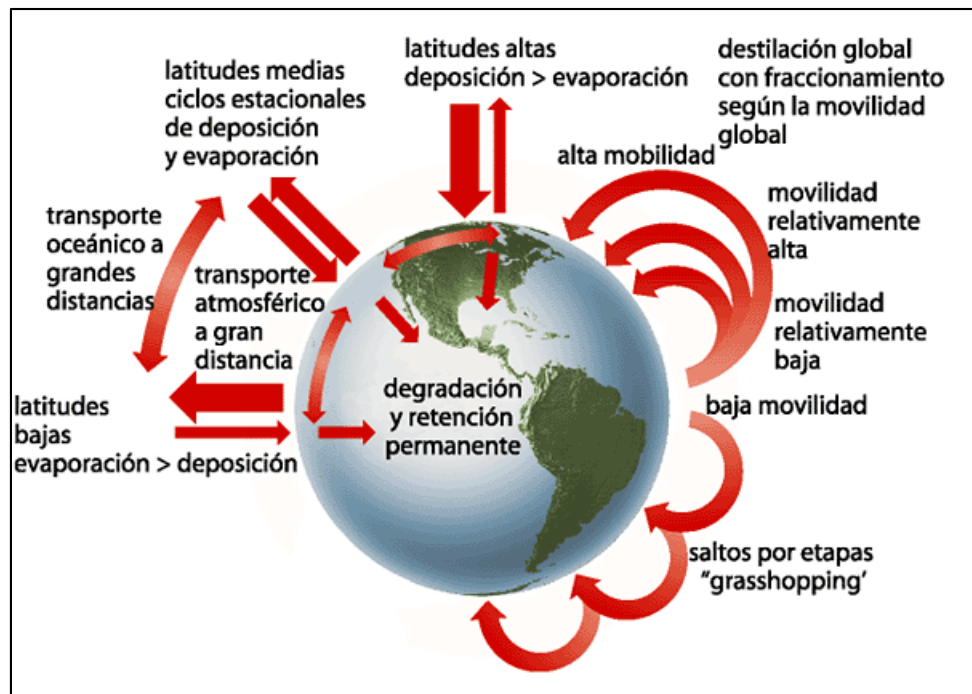 latitudes altas
deposición > evaporación
destilación global
con fraccionamiento
según la movilidad
global
latitudes medias
ciclos estacionales
de deposición
y evaporación
alta mobilidad
movilidad
relativamente
alta
transporte
oceánico a
grandes
distancias
transporte
atmosférico
a gran
distancia
movilidad
relativamente
baja
degradación
y retención
permanente
baja movilidad
latitudes
bajas
evaporación > deposición
saltos por etapas
“grasshopping’